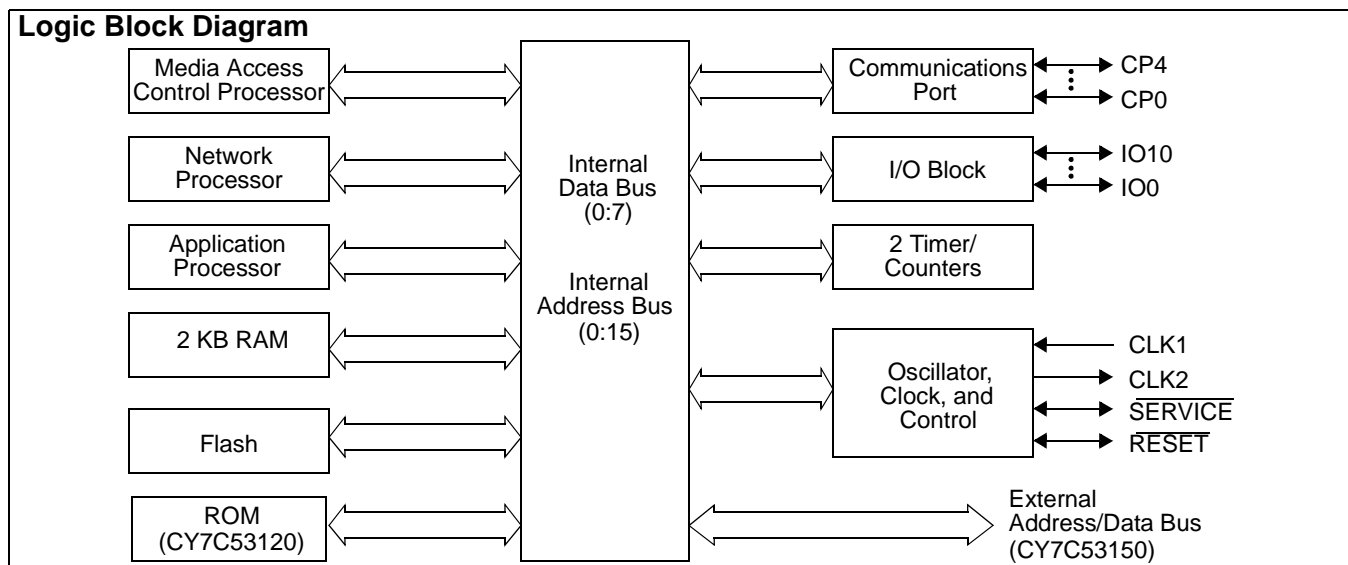 Logic Block Diagram
Media Access
Control Processor
Network
Processor
Application
Processor
2 KB RAM
Flash
ROM
(CY7C53120)
Internal
Data Bus
(0:7)
Internal
Address Bus
(0:15)
Communications
Port
CP4
CP0
I/O Block
IO10
IO0
2 Timer/
Counters
Oscillator,
Clock, and
Control
CLK1
CLK2
SERVICE
RESET
External
Address/Data Bus
(CY7C53150)